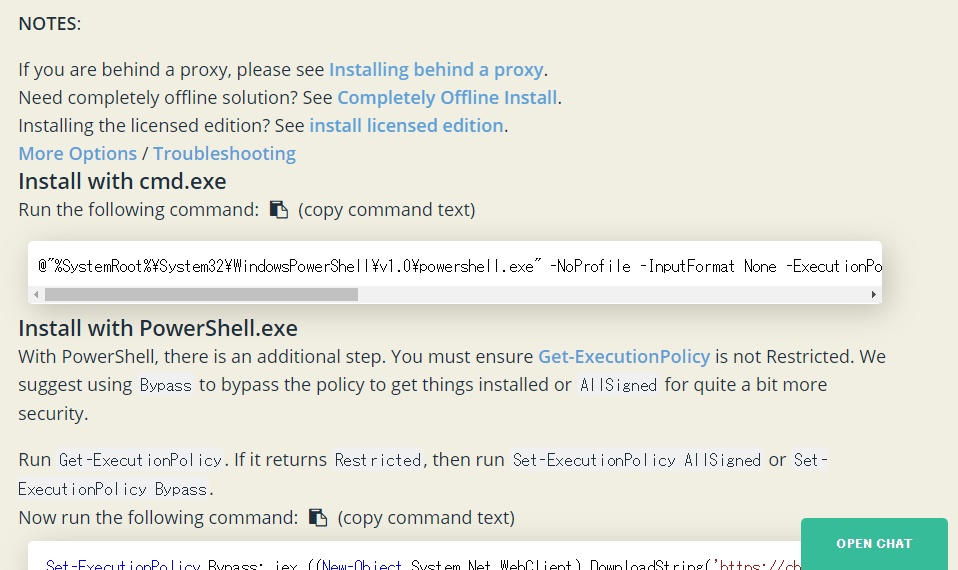 NOTES:
If you are behind a proxy, please see Installing behind a proxy.
Need completely offline solution? See Completely Offline Install.
Installing the licensed edition? See install licensed edition.
More Options / Troubleshooting
Install with cmd.exe
Run the following command: (copy command text)
@"%SystemRoot%¥System32¥WindowsPowerShell¥v1.0¥powershell.exe" -NoProfile -InputFormat None -ExecutionPo
Install with PowerShell.exe
With PowerShell, there is an additional step. You must ensure Get-ExecutionPolicy is not Restricted. We
suggest using Bypass to bypass the policy to get things installed or AllSigned for quite a bit more
security.
Run Get-ExecutionPolicy. If it returns Restricted, then run Set-ExecutionPolicy AllSigned or Set-
ExecutionPolicy Bypass.
Now run the following command: (copy command text)
OPEN CHAT
Set-ExecutionPolicy Bypass; iex ((New-Object System.Net.WebClient).DownloadString('https://ch